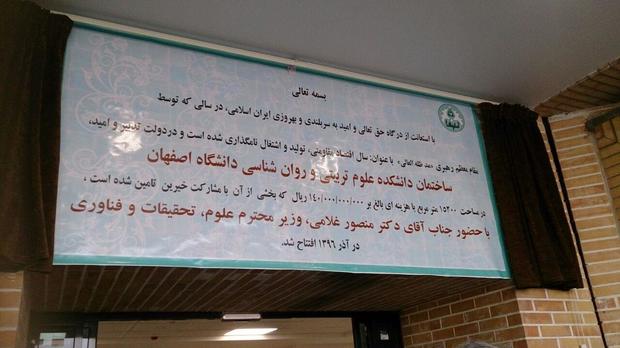 بسمه تعالی
با استعانت از درگاه حق تعالی و امید به سربلندی و بهروزی ایران اسلامی، در سالی که توسط
مقام معظم رهبری «مد ظله العالی» با عنوان: سال اقتصاد مقاومتی، تولید و اشتغال نامگذاری شده است و در دولت تدبیر و امید،
ساختمان دانشکده علوم تربیتی و روان شناسی دانشگاه اصفهان
در مساحت ۱۵۲۰۰ متر مربع با هزینه ای بالغ بر ۱۴۰/۰۰۰/۰۰۰/۰۰۰ ریال که بخشی از آن با مشارکت خیرین تامین شده است ،
با حضور جناب آقای دکتر منصور غلامی، وزیر محترم علوم، تحقیقات و فناوری
در آذر ۱۳۹۶ افتتاح شد.